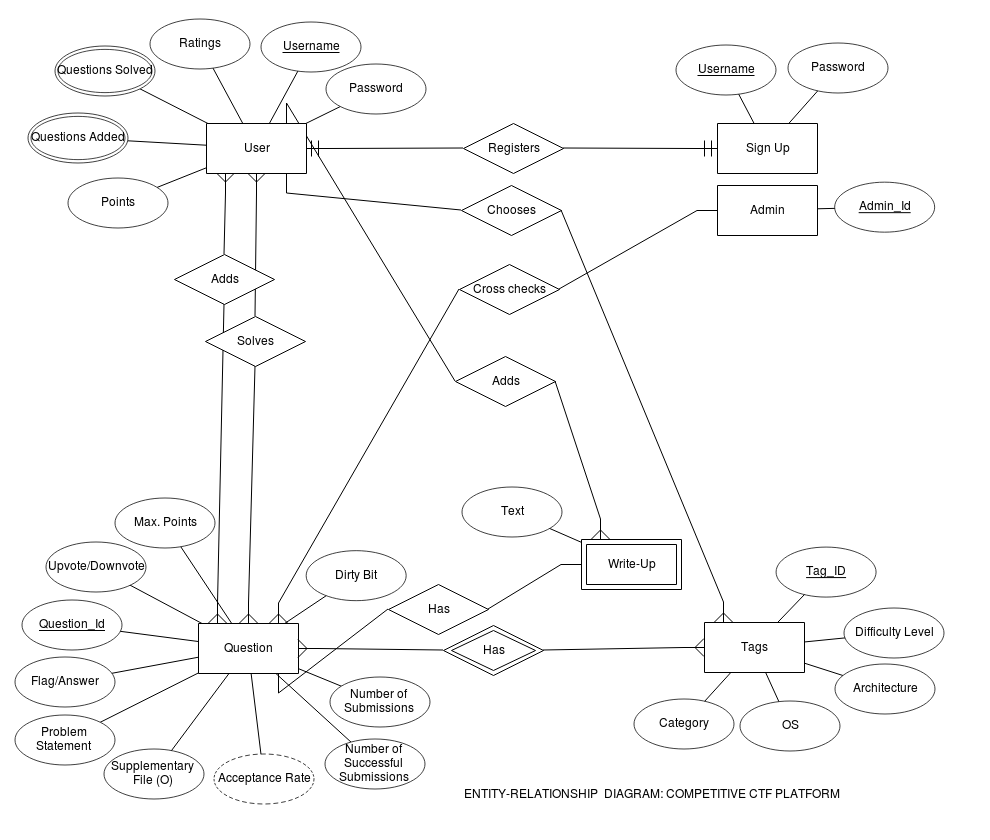 Ratings
Username
Questions Solved
Password
Questions Added
User
Points
Registers
Username
Password
Sign Up
Chooses
Admin
Admin_Id
Adds
Cross checks
Solves
Adds
Max. Points
Text
Upvote/Downvote
Dirty Bit
Write-Up
Tag_ID
Question_Id
Has
Difficulty Level
Question
Has
Tags
Flag/Answer
Architecture
Number of
Submissions
Category
OS
Problem
Statement
Supplementary
File (O)
Acceptance Rate
Number of
Successful
Submissions
ENTITY-RELATIONSHIP DIAGRAM: COMPETITIVE CTF PLATFORM